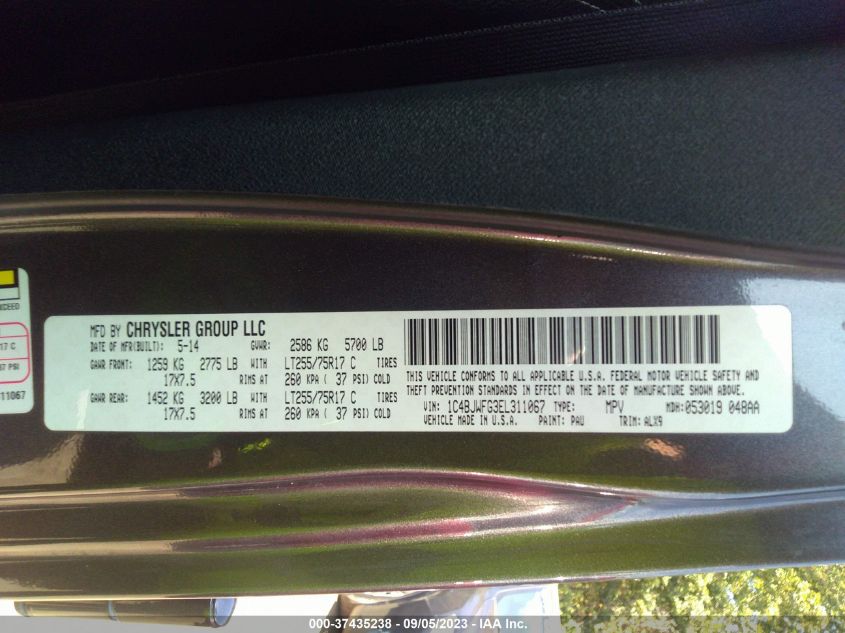 XCEED
17 C
37 PSI
11067
MFD BY CHRYSLER GROUP LLC
DATE OF MFR(BUILT): 5-14 GVWR: 2586 KG 5700 LB
GAWR FRONT: 1259 KG 2775 LB WITH LT255/75R17 C TIRES
17X7.5 RIMS AT 260 KPA ( 37 PSI) COLD
GAWR REAR: 1452 KG 3200 LB WITH LT255/75R17 C TIRES
17X7.5 RIMS AT 260 KPA ( 37 PSI) COLD
THIS VEHICLE CONFORMS TO ALL APPLICABLE U.S.A. FEDERAL MOTOR VEHICLE SAFETY AND
THEFT PREVENTION STANDARDS IN EFFECT ON THE DATE OF MANUFACTURE SHOWN ABOVE.
VIN: 1C4BJWFG3EL311067 TYPE: MPV MDH: 053019 048AA
VEHICLE MADE IN U.S.A. PAINT: PAU TRIM: ALX9
000-37435238 - 09/05/2023 - IAA Inc.